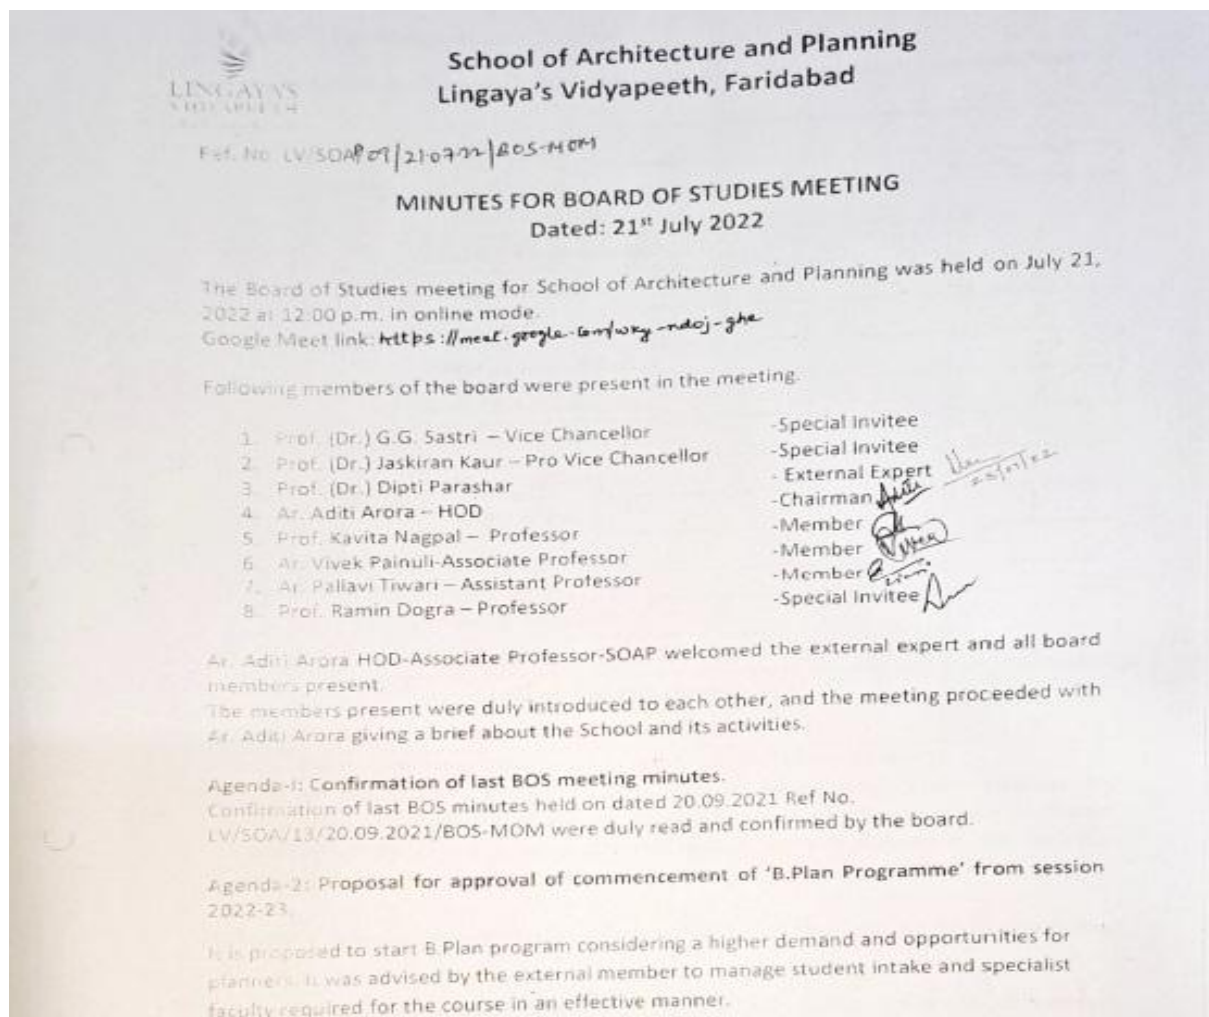 LINGAYA'S
VIDYAPEETH
School of Architecture and Planning
Lingaya's Vidyapeeth, Faridabad
Ref. No. LV/SOAP/07/210722/BOS-MOM
MINUTES FOR BOARD OF STUDIES MEETING
Dated: 21st July 2022
The Board of Studies meeting for School of Architecture and Planning was held on July 21,
2022 at 12:00 p.m. in online mode.
Google Meet link: https://meet.google.com/wky-ndoj-ghe
Following members of the board were present in the meeting.
1. Prof. (Dr.) G.G. Sastri – Vice Chancellor -Special Invitee
2. Prof. (Dr.) Jaskiran Kaur – Pro Vice Chancellor -Special Invitee
3. Prof. (Dr.) Dipti Parashar - External Expert
4. Ar. Aditi Arora – HOD -Chairman
5. Prof. Kavita Nagpal – Professor -Member
6. Ar. Vivek Painuli-Associate Professor -Member
7. Ar. Pallavi Tiwari – Assistant Professor -Member
8. Prof. Ramin Dogra – Professor -Special Invitee
Ar. Aditi Arora HOD-Associate Professor-SOAP welcomed the external expert and all board
members present.
The members present were duly introduced to each other, and the meeting proceeded with
Ar. Aditi Arora giving a brief about the School and its activities.
Agenda-I: Confirmation of last BOS meeting minutes.
Confirmation of last BOS minutes held on dated 20.09.2021 Ref No.
LV/SOA/13/20.09.2021/BOS-MOM were duly read and confirmed by the board.
Agenda-2: Proposal for approval of commencement of 'B.Plan Programme' from session
2022-23.
It is proposed to start B.Plan program considering a higher demand and opportunities for
planners. It was advised by the external member to manage student intake and specialist
faculty required for the course in an effective manner.